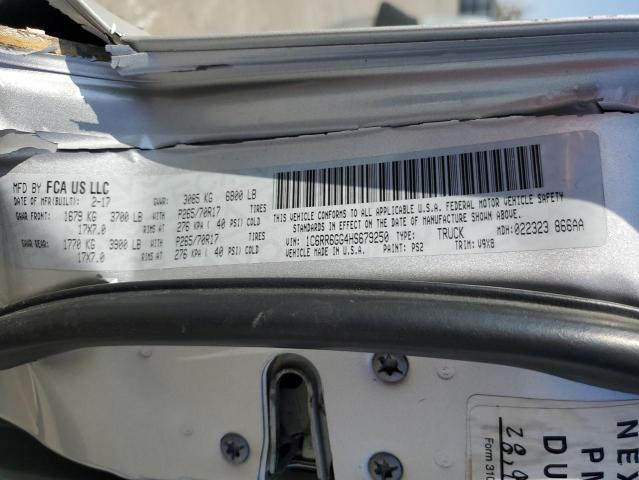 MFD BY FCA US LLC
DATE OF MFR(BUILT): 2-17 GVWR: 3085 KG 6800 LB
GAWR FRONT: 1679 KG 3700 LB WITH P265/70R17
17X7.0 RIMS AT 276 KPA ( 40 PSI) COLD
GAWR REAR: 1770 KG 3900 LB WITH P265/70R17
17X7.0 RIMS AT 276 KPA ( 40 PSI) COLD
THIS VEHICLE CONFORMS TO ALL APPLICABLE U.S.A. FEDERAL MOTOR VEHICLE SAFETY
STANDARDS IN EFFECT ON THE DATE OF MANUFACTURE SHOWN ABOVE.
VIN: 1C6RR6GG4HS679250 TYPE: TRUCK MDH: 022323 866AA
VEHICLE MADE IN U.S.A. PAINT: PS2 TRIM: V9X8
NEX
DU
Form 310